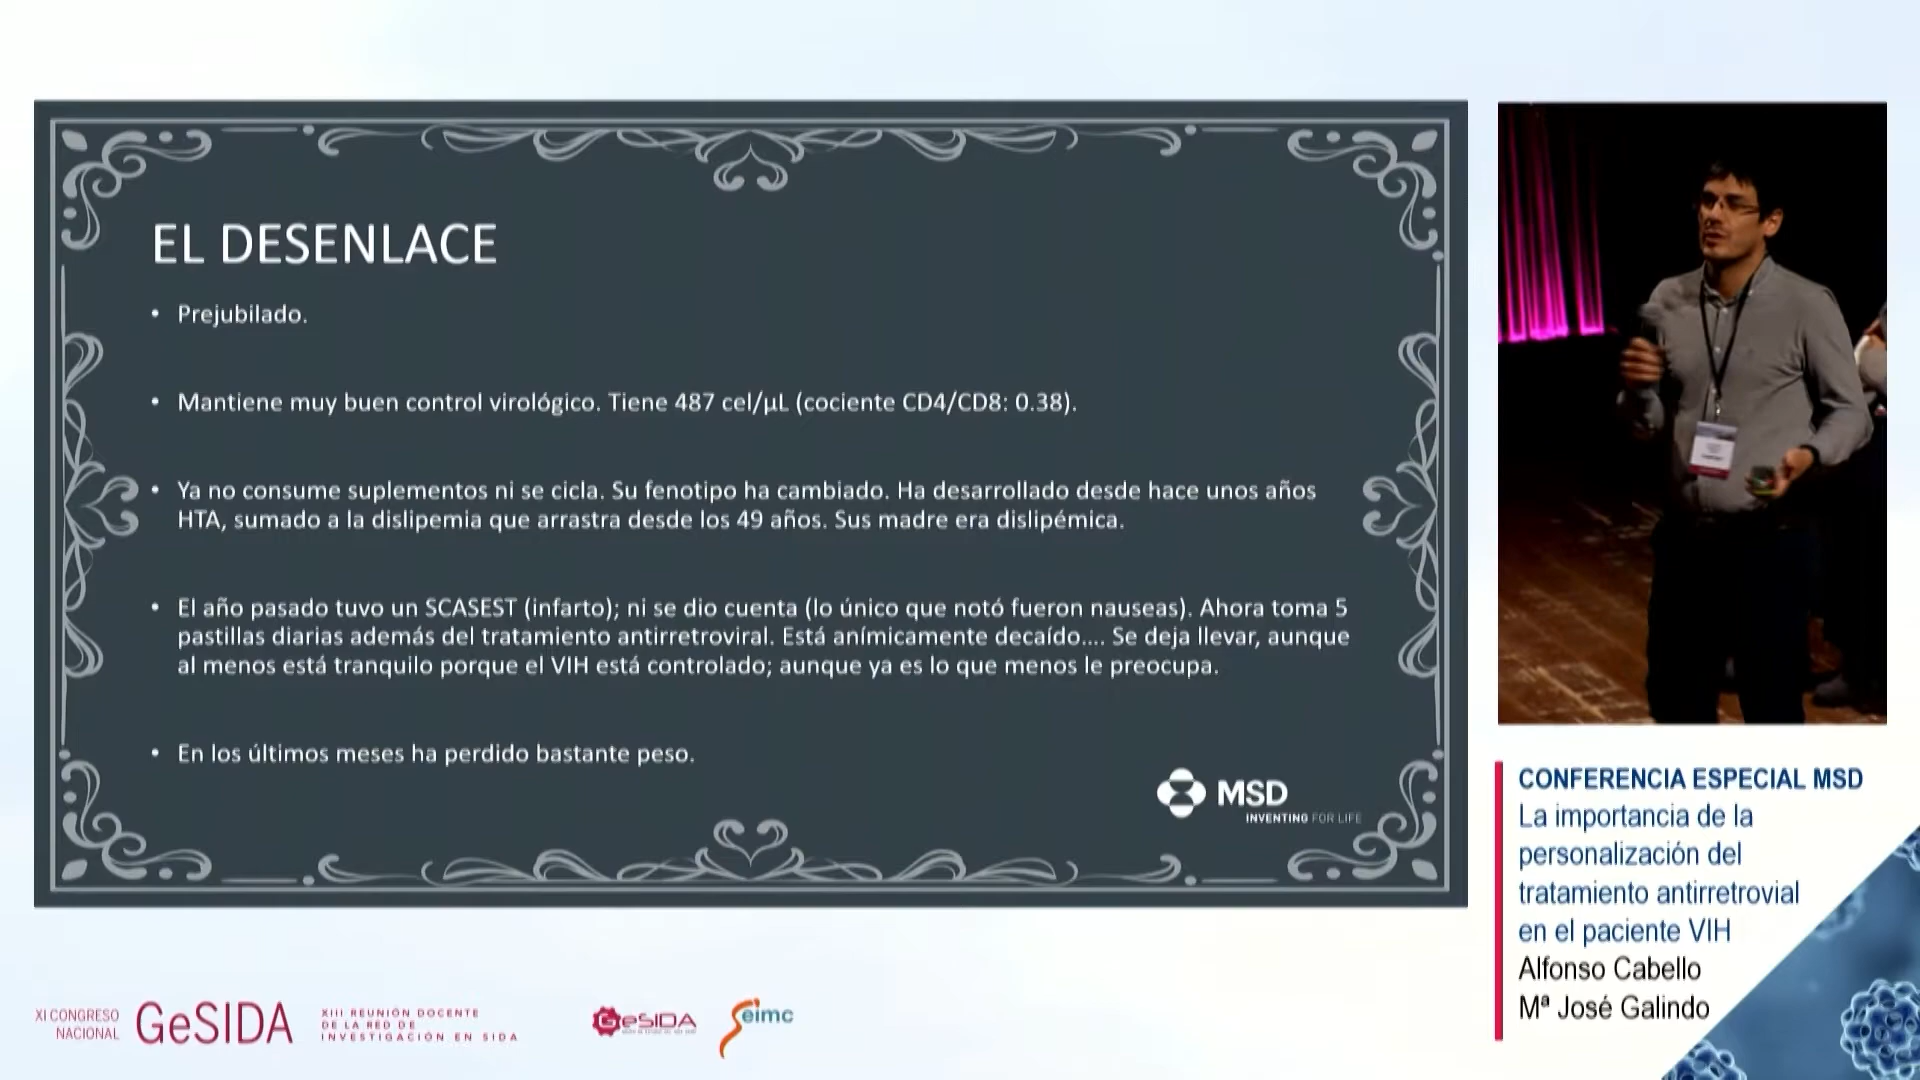 EL DESENLACE
• Prejubilado.
• Mantiene muy buen control virológico. Tiene 487 cel/µL (cociente CD4/CD8: 0.38).
• Ya no consume suplementos ni se cicla. Su fenotipo ha cambiado. Ha desarrollado desde hace unos años
HTA, sumado a la dislipemia que arrastra desde los 49 años. Sus madre era dislipémica.
• El año pasado tuvo un SCASEST (infarto); ni se dio cuenta (lo único que notó fueron nauseas). Ahora toma 5
pastillas diarias además del tratamiento antirretroviral. Está anímicamente decaído.... Se deja llevar, aunque
al menos está tranquilo porque el VIH está controlado; aunque ya es lo que menos le preocupa.
• En los últimos meses ha perdido bastante peso.
MSD
INVENTING FOR LIFE
CONFERENCIA ESPECIAL MSD
La importancia de la
personalización del
tratamiento antirretrovial
en el paciente VIH
Alfonso Cabello
Mª José Galindo
XI CONGRESO
NACIONAL
GeSIDA
XIII REUNIÓN DOCENTE
DE LA RED DE
INVESTIGACIÓN EN SIDA
GeSIDA
Seimc